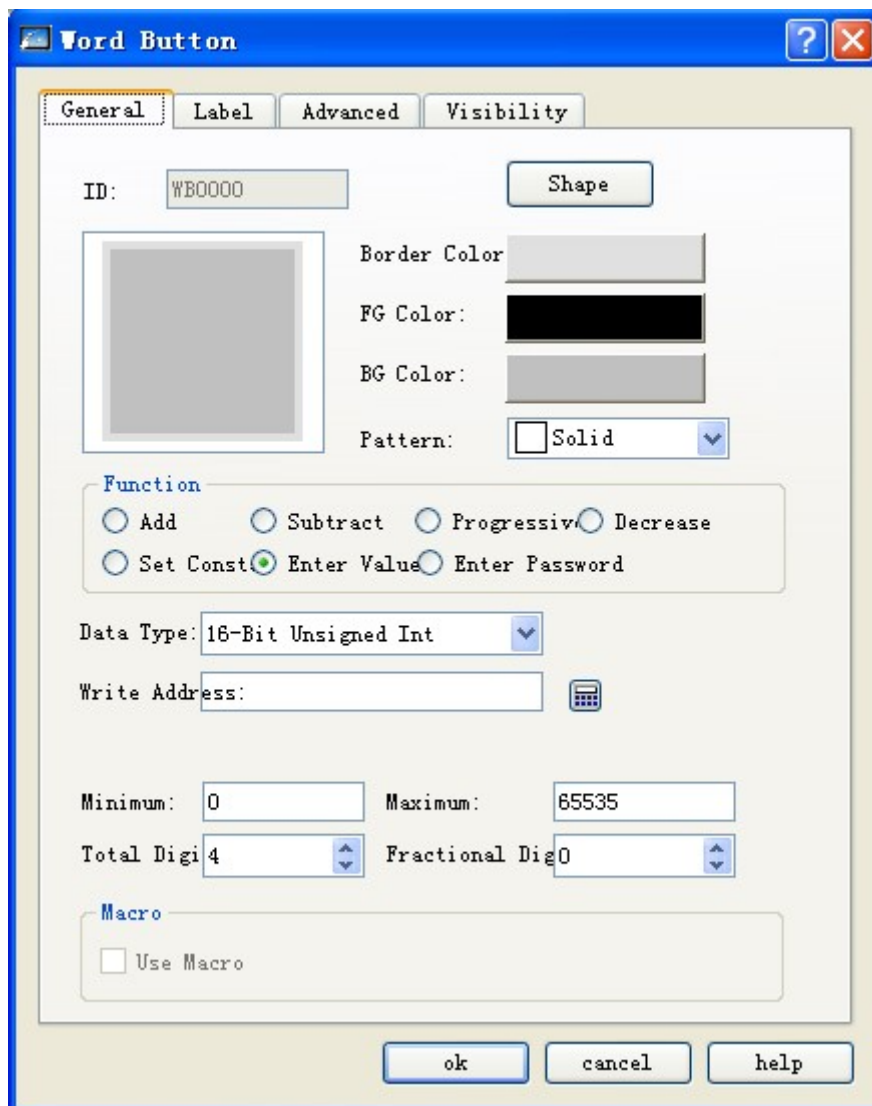 Word Button
General Label Advanced Visibility
ID: WB0000 Shape
Border Color
FG Color:
BG Color:
Pattern: Solid
Function
Add Subtract Progressiv Decrease
Set Const Enter Value Enter Password
Data Type: 16-Bit Unsigned Int
Write Address:
Minimum: 0 Maximum: 65535
Total Digi 4 Fractional Dig 0
Macro
Use Macro
ok cancel help